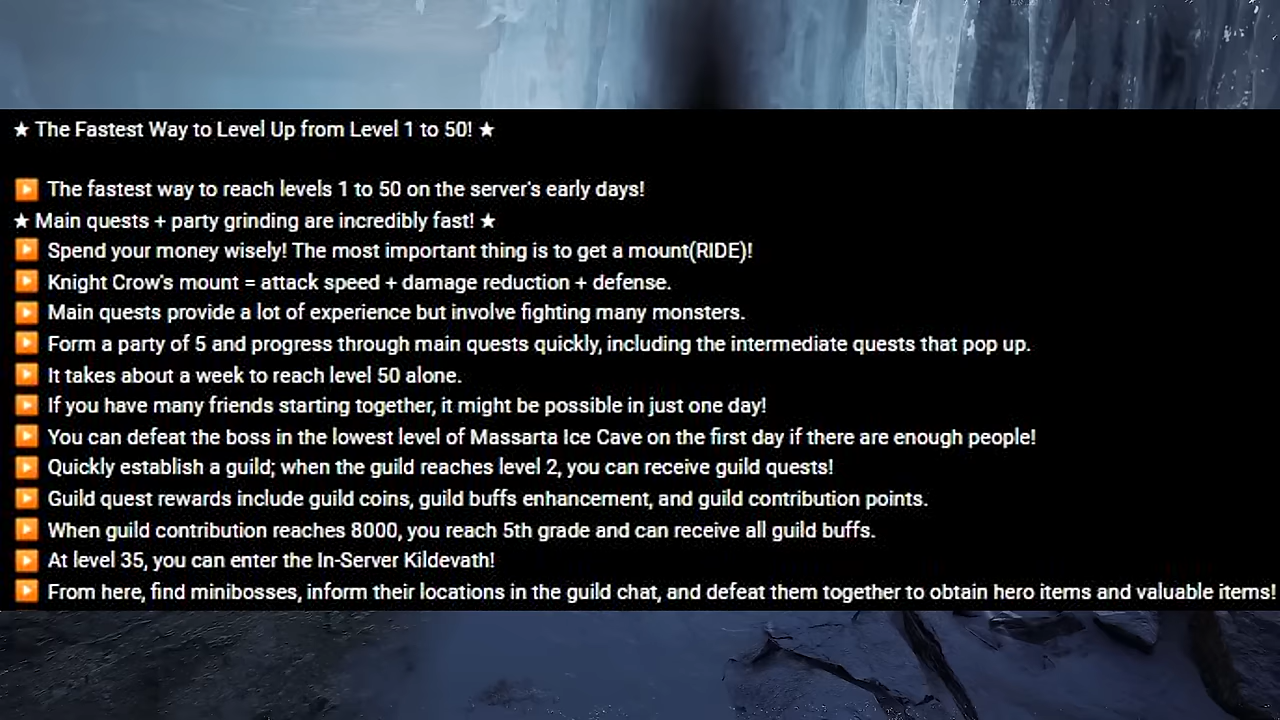 ★ The Fastest Way to Level Up from Level 1 to 50! ★
▶️ The fastest way to reach levels 1 to 50 on the server's early days!
★ Main quests + party grinding are incredibly fast! ★
▶️ Spend your money wisely! The most important thing is to get a mount(RIDE)!
▶️ Knight Crow's mount = attack speed + damage reduction + defense.
▶️ Main quests provide a lot of experience but involve fighting many monsters.
▶️ Form a party of 5 and progress through main quests quickly, including the intermediate quests that pop up.
▶️ It takes about a week to reach level 50 alone.
▶️ If you have many friends starting together, it might be possible in just one day!
▶️ You can defeat the boss in the lowest level of Massarta Ice Cave on the first day if there are enough people!
▶️ Quickly establish a guild; when the guild reaches level 2, you can receive guild quests!
▶️ Guild quest rewards include guild coins, guild buffs enhancement, and guild contribution points.
▶️ When guild contribution reaches 8000, you reach 5th grade and can receive all guild buffs.
▶️ At level 35, you can enter the In-Server Kildevath!
▶️ From here, find minibosses, inform their locations in the guild chat, and defeat them together to obtain hero items and valuable items!